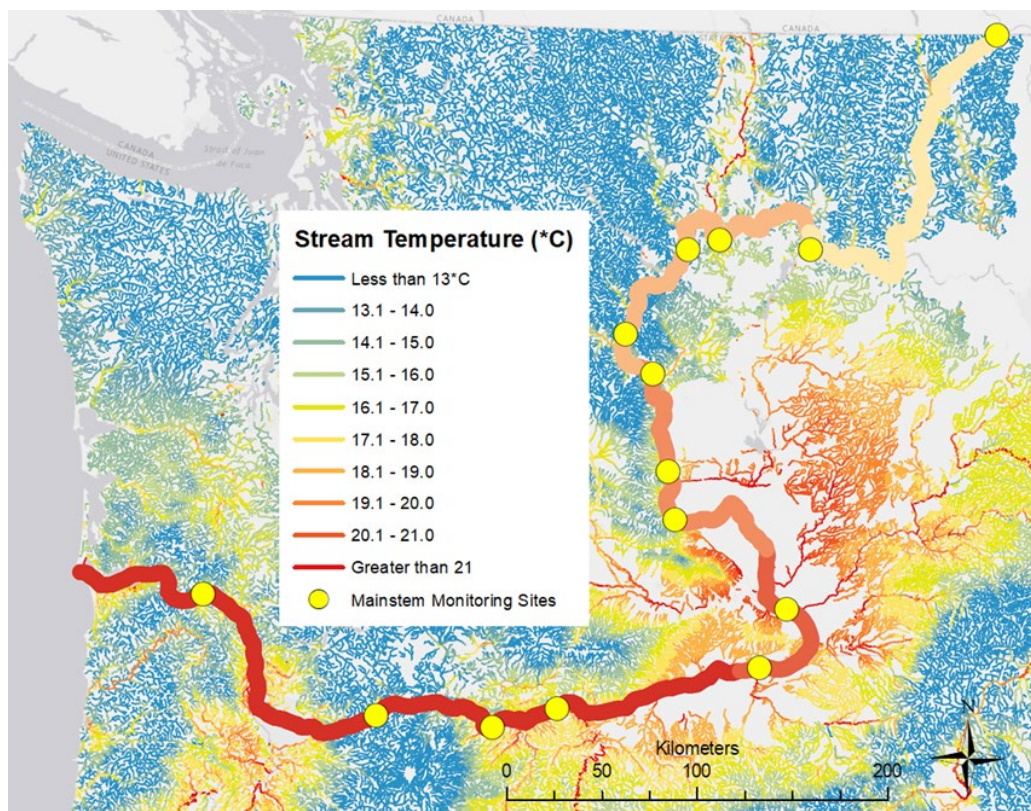 CANADA
STATES
CANADA
CANADA
UNITED STATES
Strait of Juan
de Fuca
Stream Temperature (*C)
Less than 13*C
13.1 - 14.0
14.1 - 15.0
15.1 - 16.0
16.1 - 17.0
17.1 - 18.0
18.1 - 19.0
19.1 - 20.0
20.1 - 21.0
Greater than 21
Mainstem Monitoring Sites
N
Kilometers
0 50 100 200